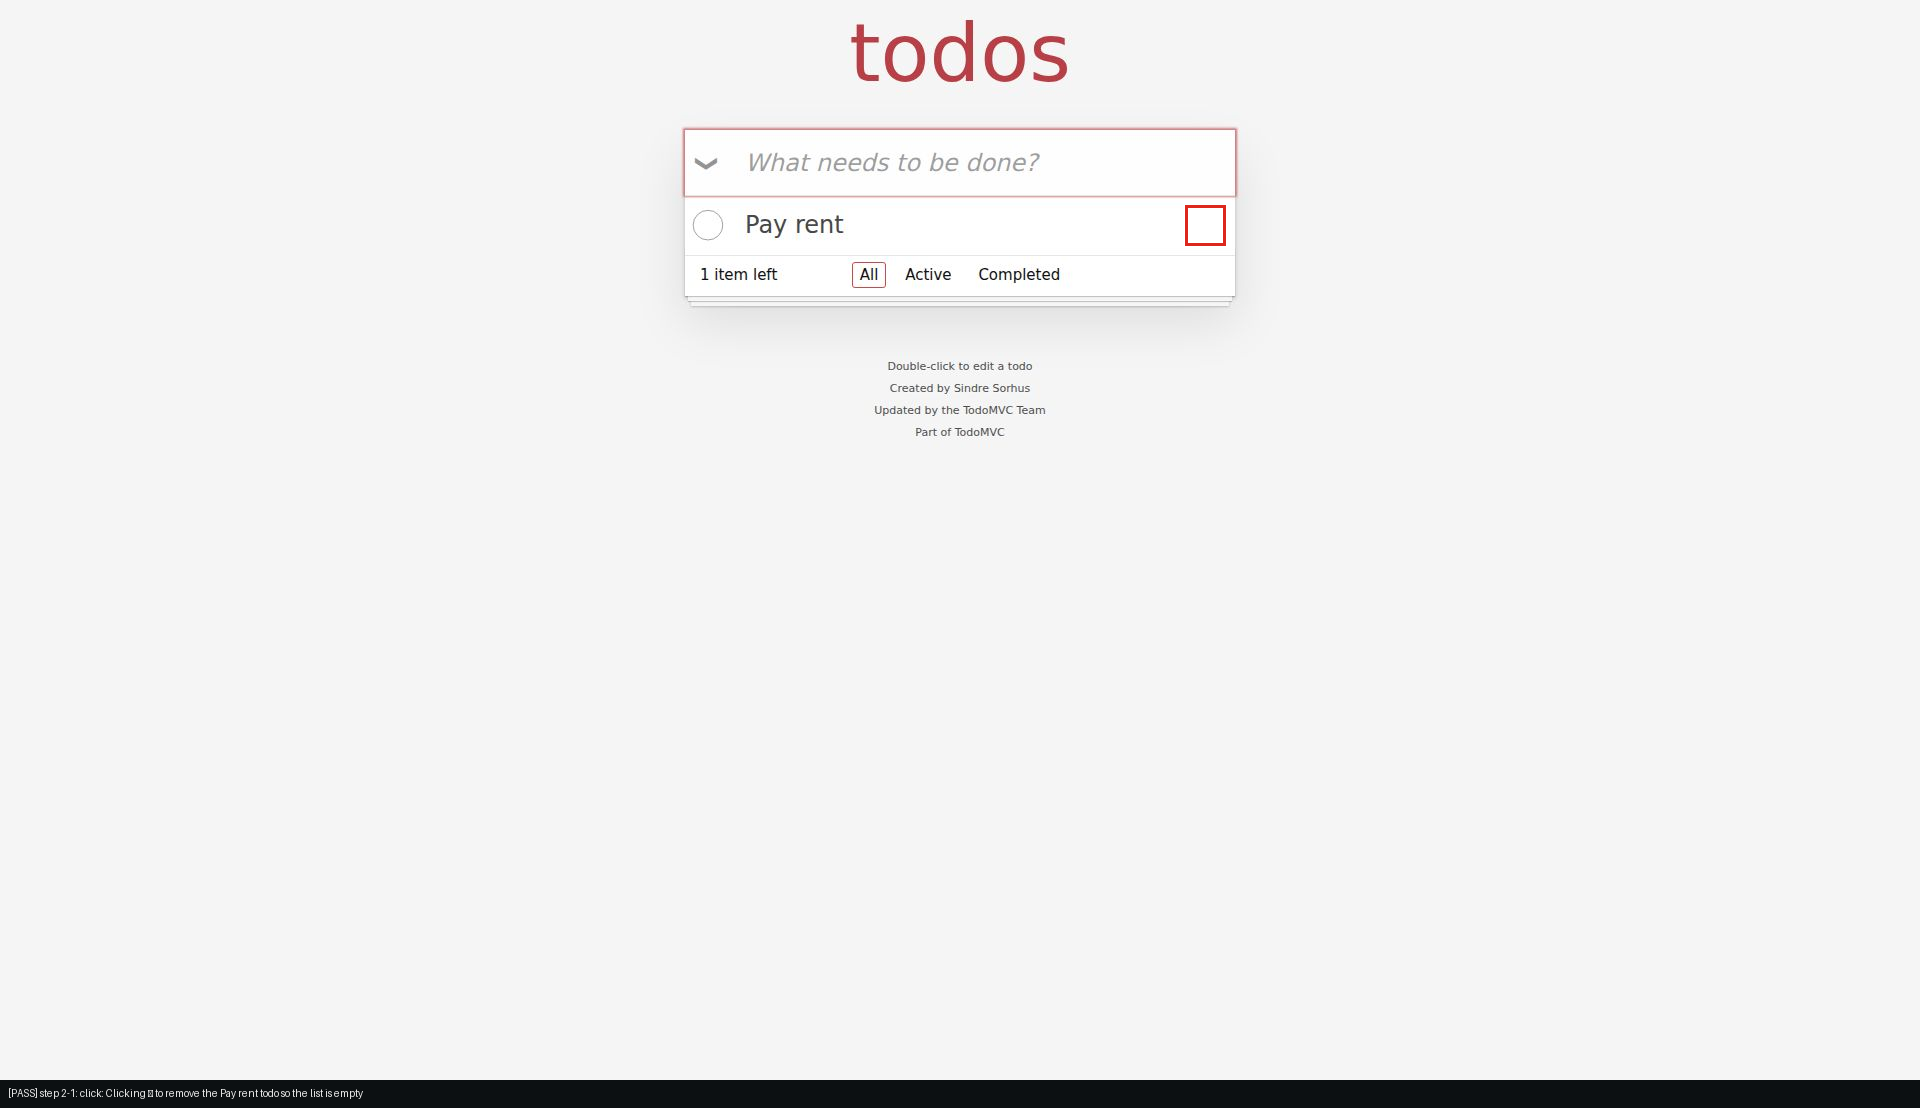 todos
What needs to be done?
Pay rent
1 item left All Active Completed
Double-click to edit a todo
Created by Sindre Sorhus
Updated by the TodoMVC Team
Part of TodoMVC
[PASS] step 2-1: click: Clicking to remove the Pay rent todo so the list is empty